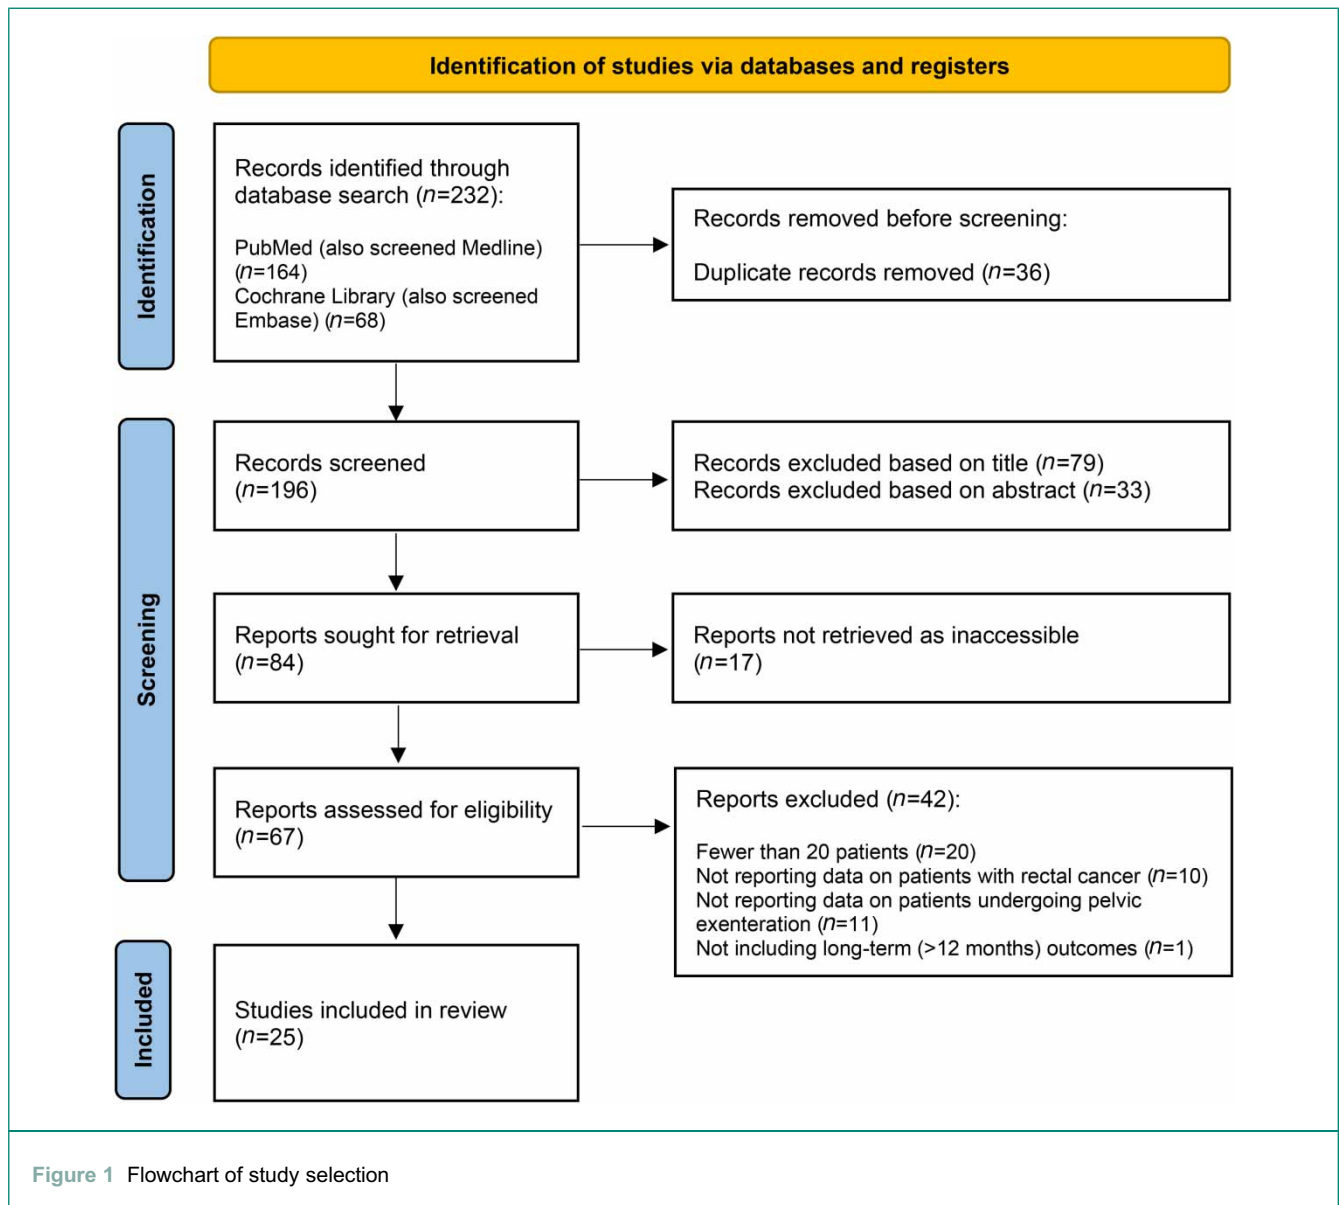 Identification of studies via databases and registers
Identification
Records identified through
database search (n=232):
PubMed (also screened Medline)
(n=164)
Cochrane Library (also screened
Embase) (n=68)
Records removed before screening:
Duplicate records removed (n=36)
Screening
Records screened
(n=196)
Records excluded based on title (n=79)
Records excluded based on abstract (n=33)
Reports sought for retrieval
(n=84)
Reports not retrieved as inaccessible
(n=17)
Reports assessed for eligibility
(n=67)
Reports excluded (n=42):
Fewer than 20 patients (n=20)
Not reporting data on patients with rectal cancer (n=10)
Not reporting data on patients undergoing pelvic
exenteration (n=11)
Not including long-term (>12 months) outcomes (n=1)
Included
Studies included in review
(n=25)
Figure 1 Flowchart of study selection